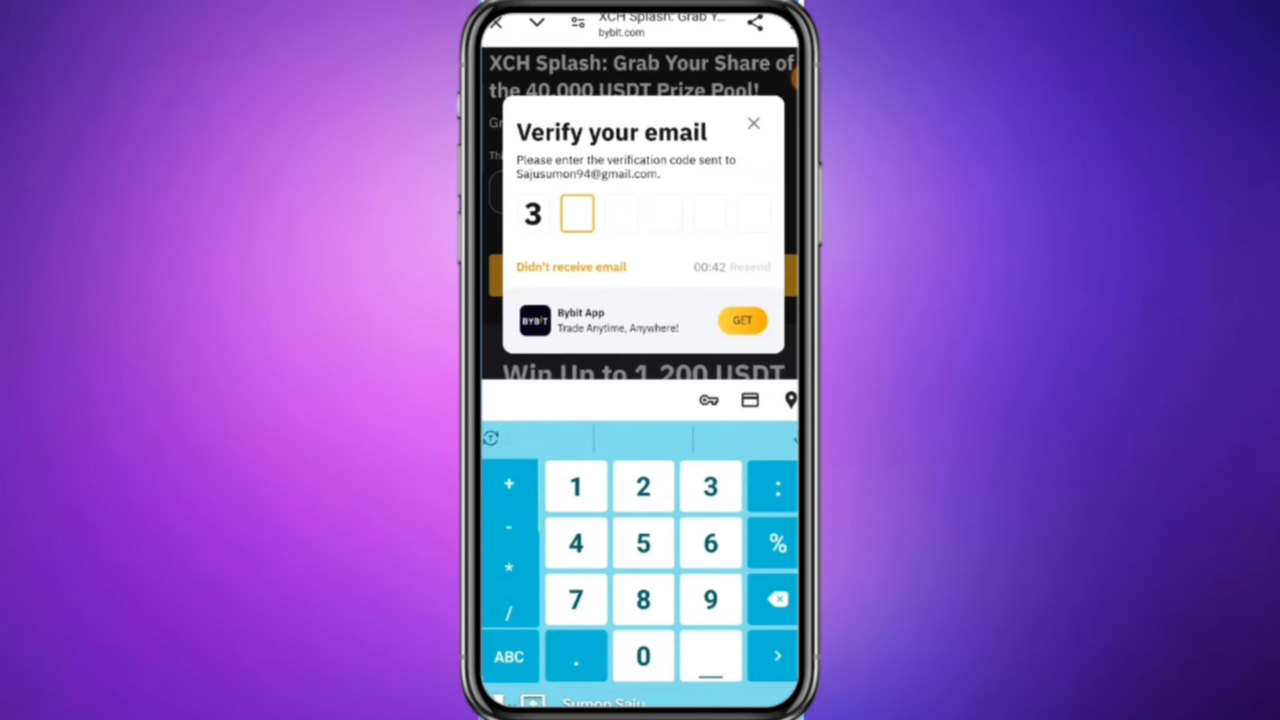 XCH Splash: Grab Y...
bybit.com
XCH Splash: Grab Your Share of
the 40,000 USDT Prize Pool!
Gr
Thi
Verify your email
Please enter the verification code sent to
Sajusumon94@gmail.com.
3
Didn't receive email 00:42 Resend
BYBIT
Bybit App
Trade Anytime, Anywhere!
GET
Win Up to 1,200 USDT
+ 1 2 3 :
- 4 5 6 %
*
/ 7 8 9
ABC . 0 >
Sumon Saju